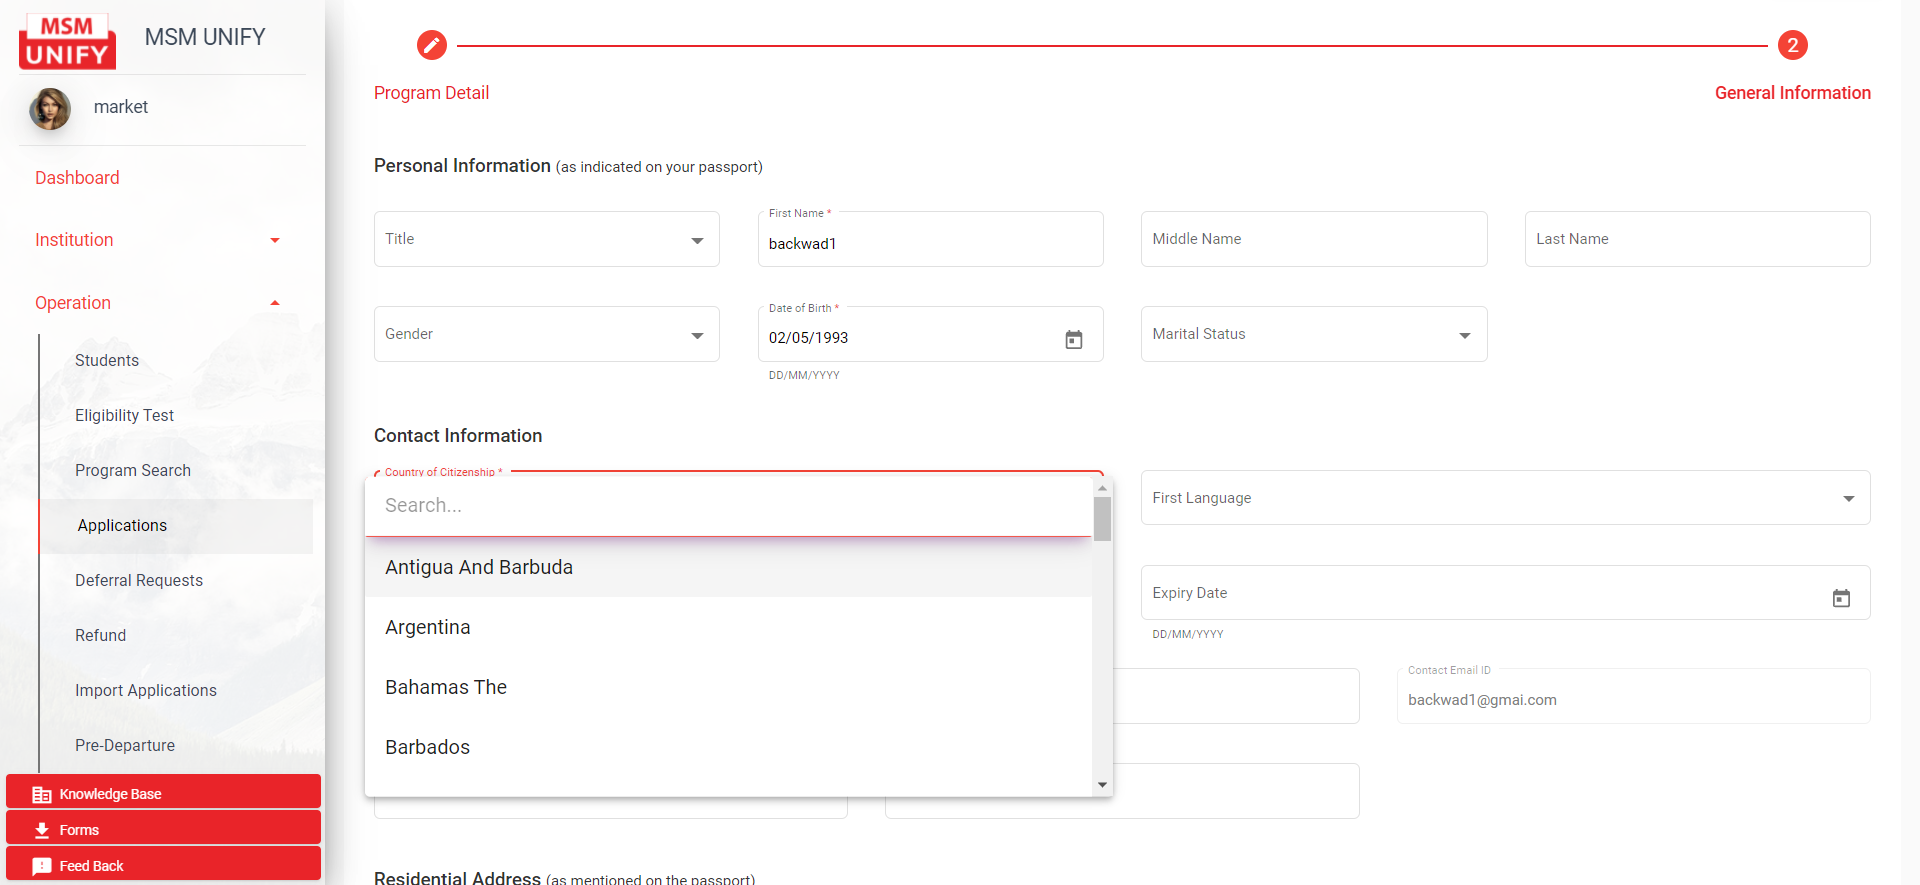 MSM
UNIFY
MSM UNIFY
market
Dashboard
Institution
Operation
Students
Eligibility Test
Program Search
Applications
Deferral Requests
Refund
Import Applications
Pre-Departure
Knowledge Base
Forms
Feed Back
2
Program Detail
General Information
Personal Information (as indicated on your passport)
Title
First Name *
backwad1
Middle Name
Last Name
Gender
Date of Birth *
02/05/1993
DD/MM/YYYY
Marital Status
Contact Information
Country of Citizenship *
Search...
Antigua And Barbuda
Argentina
Bahamas The
Barbados
First Language
Expiry Date
DD/MM/YYYY
Contact Email ID
backwad1@gmai.com
Residential Address (as mentioned on the passport)